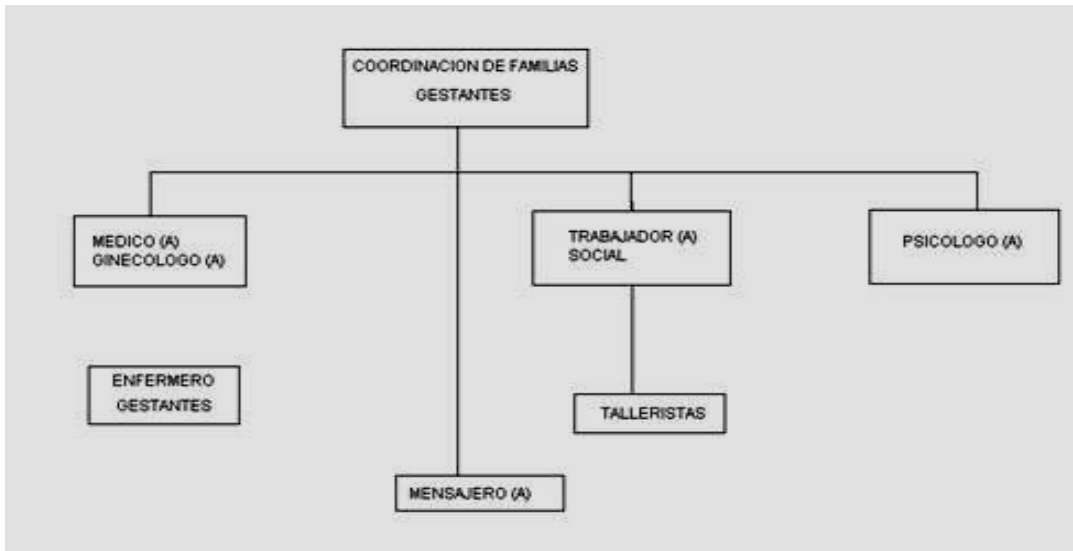 COORDINACION DE FAMILIAS
GESTANTES
MEDICO (A)
GINECOLOGO (A)
TRABAJADOR (A)
SOCIAL
PSICOLOGO (A)
ENFERMERO
GESTANTES
TALLERISTAS
MENSAJERO (A)